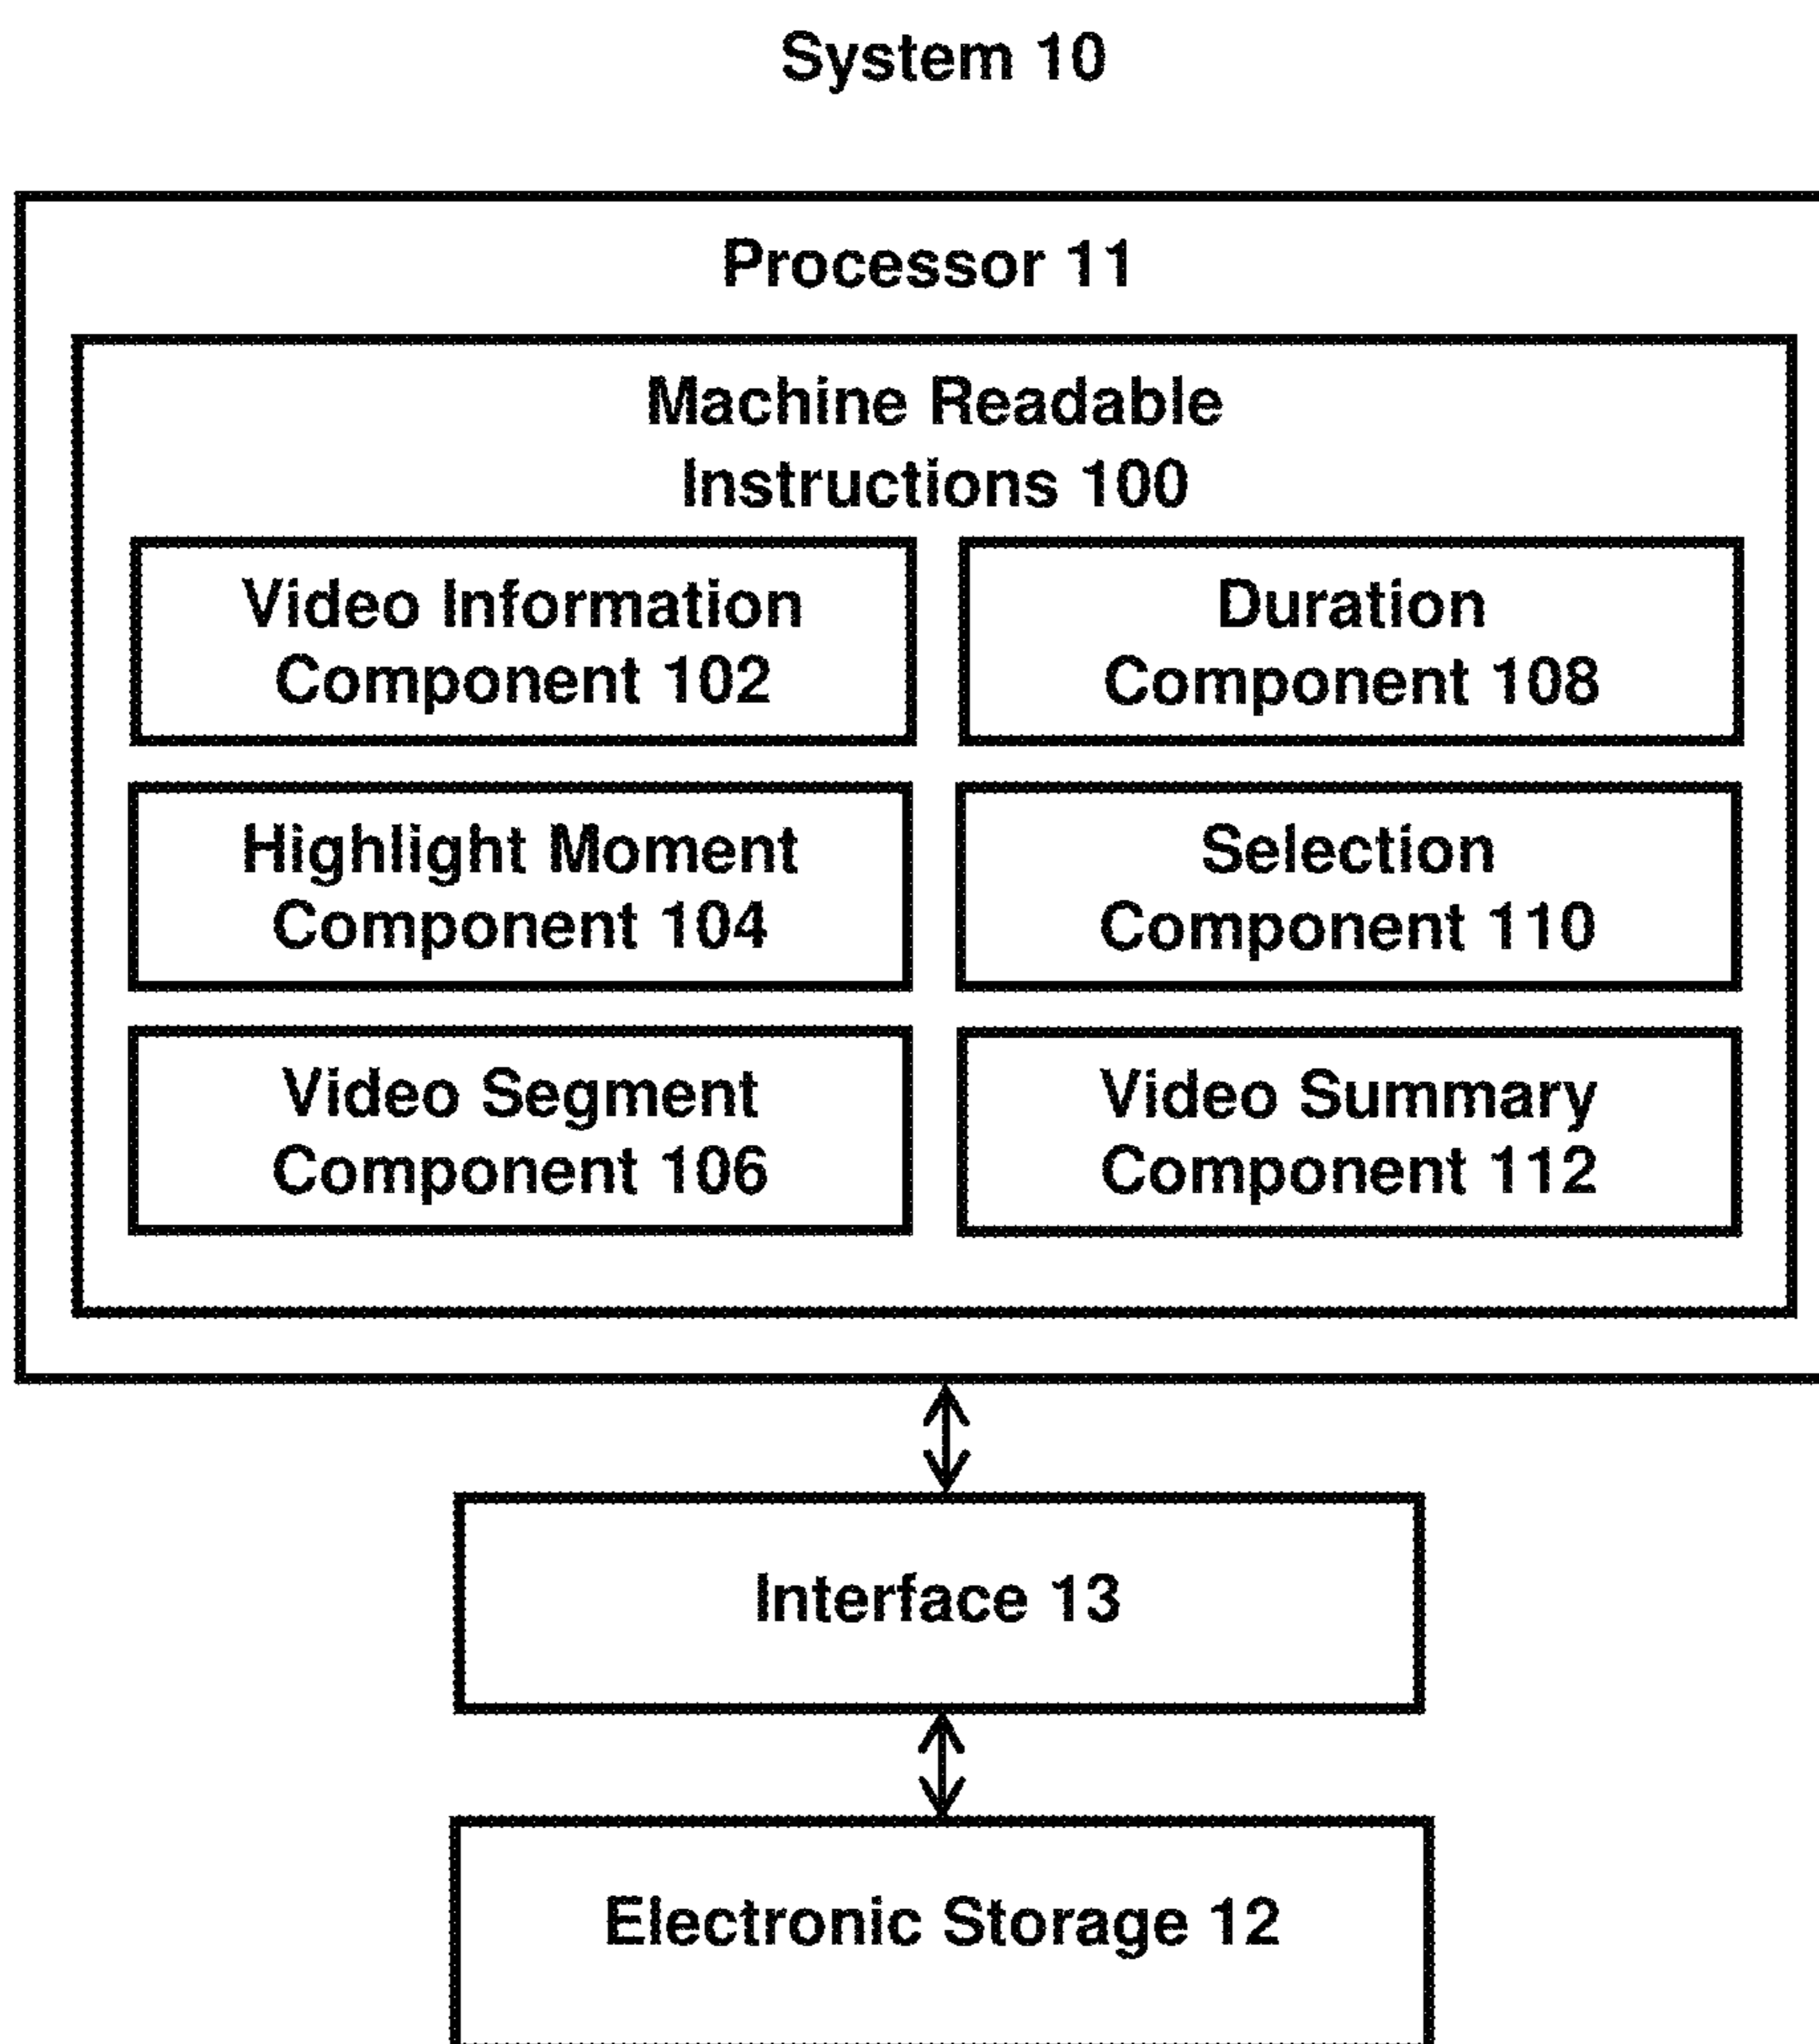 System 10
Processor 11
Machine Readable
Instructions 100
Video Information
Component 102
Duration
Component 108
Highlight Moment
Component 104
Selection
Component 110
Video Segment
Component 106
Video Summary
Component 112
Interface 13
Electronic Storage 12